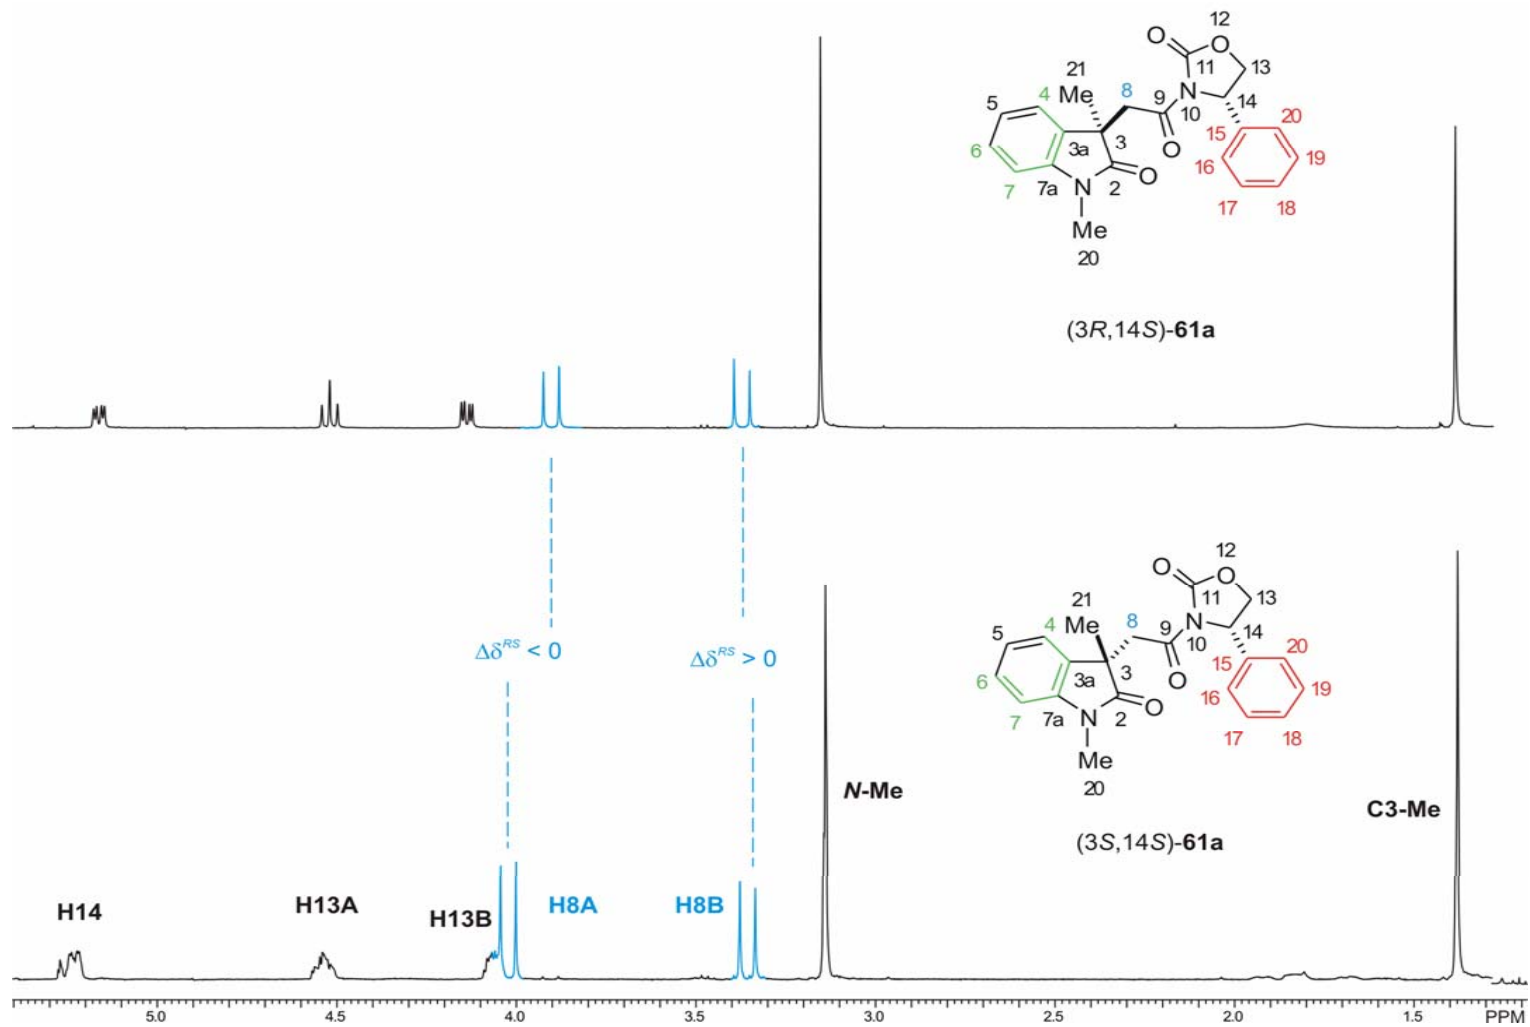 12
O
O
11
13
21
N
Me
8
9
14
5
4
10
15
20
O
6
3a
3
16
19
7
7a
N
2
O
17
18
Me
20
(3R,14S)-61a
12
O
O
11
13
21
N
Me
8
9
14
5
4
10
15
20
O
6
3a
3
16
19
7
7a
N
2
O
17
18
Me
20
(3S,14S)-61a
ΔδRS < 0
ΔδRS > 0
N-Me
C3-Me
H14
H13A
H13B
H8A
H8B
5.0 4.5 4.0 3.5 3.0 2.5 2.0 1.5 PPM